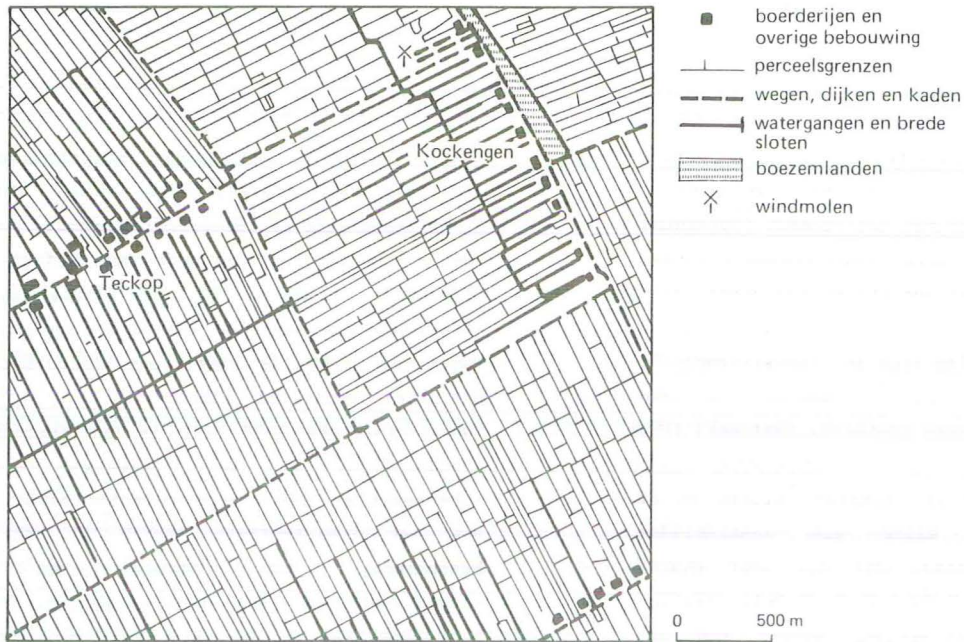 boerderijen en
overige bebouwing
perceelsgrenzen
wegen, dijken en kaden
watergangen en brede
sloten
boezemlanden
windmolen
Kockengen
Teckop
0 500 m